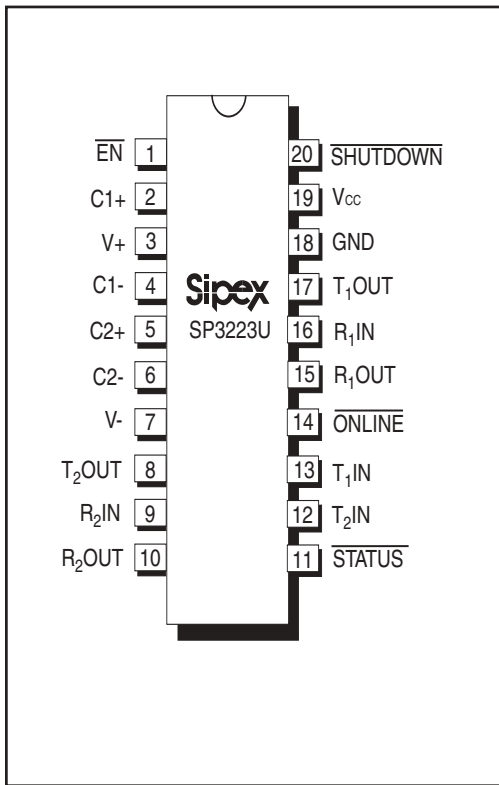 EN 1 20 SHUTDOWN
C1+ 2 19 Vcc
V+ 3 18 GND
C1- 4 Sipex 17 T₁OUT
C2+ 5 SP3223U 16 R₁IN
C2- 6 15 R₁OUT
V- 7 14 ONLINE
T₂OUT 8 13 T₁IN
R₂IN 9 12 T₂IN
R₂OUT 10 11 STATUS